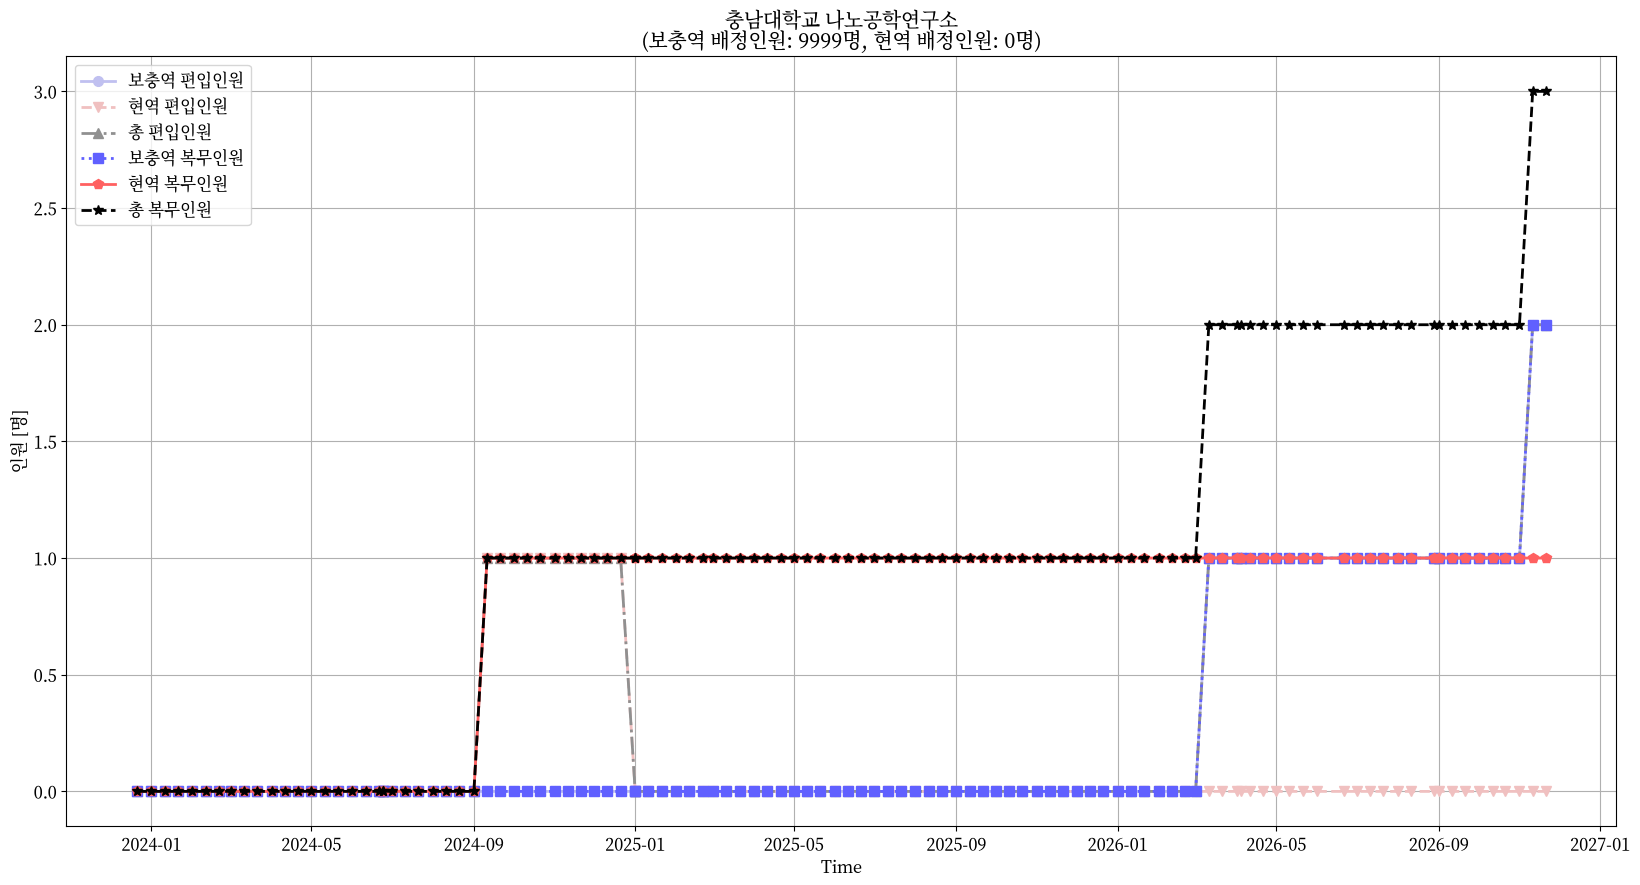 충남대학교 나노공학연구소
(보충역 배정인원: 9999명, 현역 배정인원: 0명)
보충역 편입인원
현역 편입인원
총 편입인원
보충역 복무인원
현역 복무인원
총 복무인원
3.0
2.5
2.0
1.5
1.0
0.5
0.0
인원 [명]
2024-01 2024-05 2024-09 2025-01 2025-05 2025-09 2026-01 2026-05 2026-09 2027-01
Time